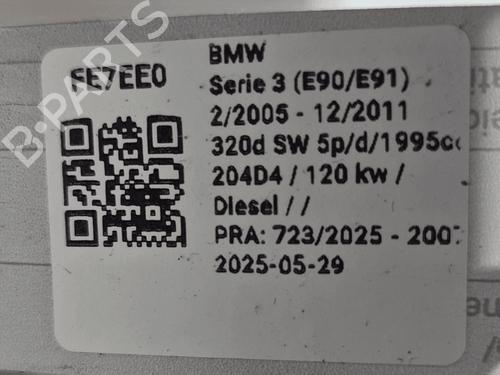 BMW
EE7EE0
Serie 3 (E90/E91)
2/2005 - 12/2011
320d SW 5p/d/1995cc
204D4 / 120 kw /
Diesel / /
PRA: 723/2025 - 2007
2025-05-29
B-PARTS